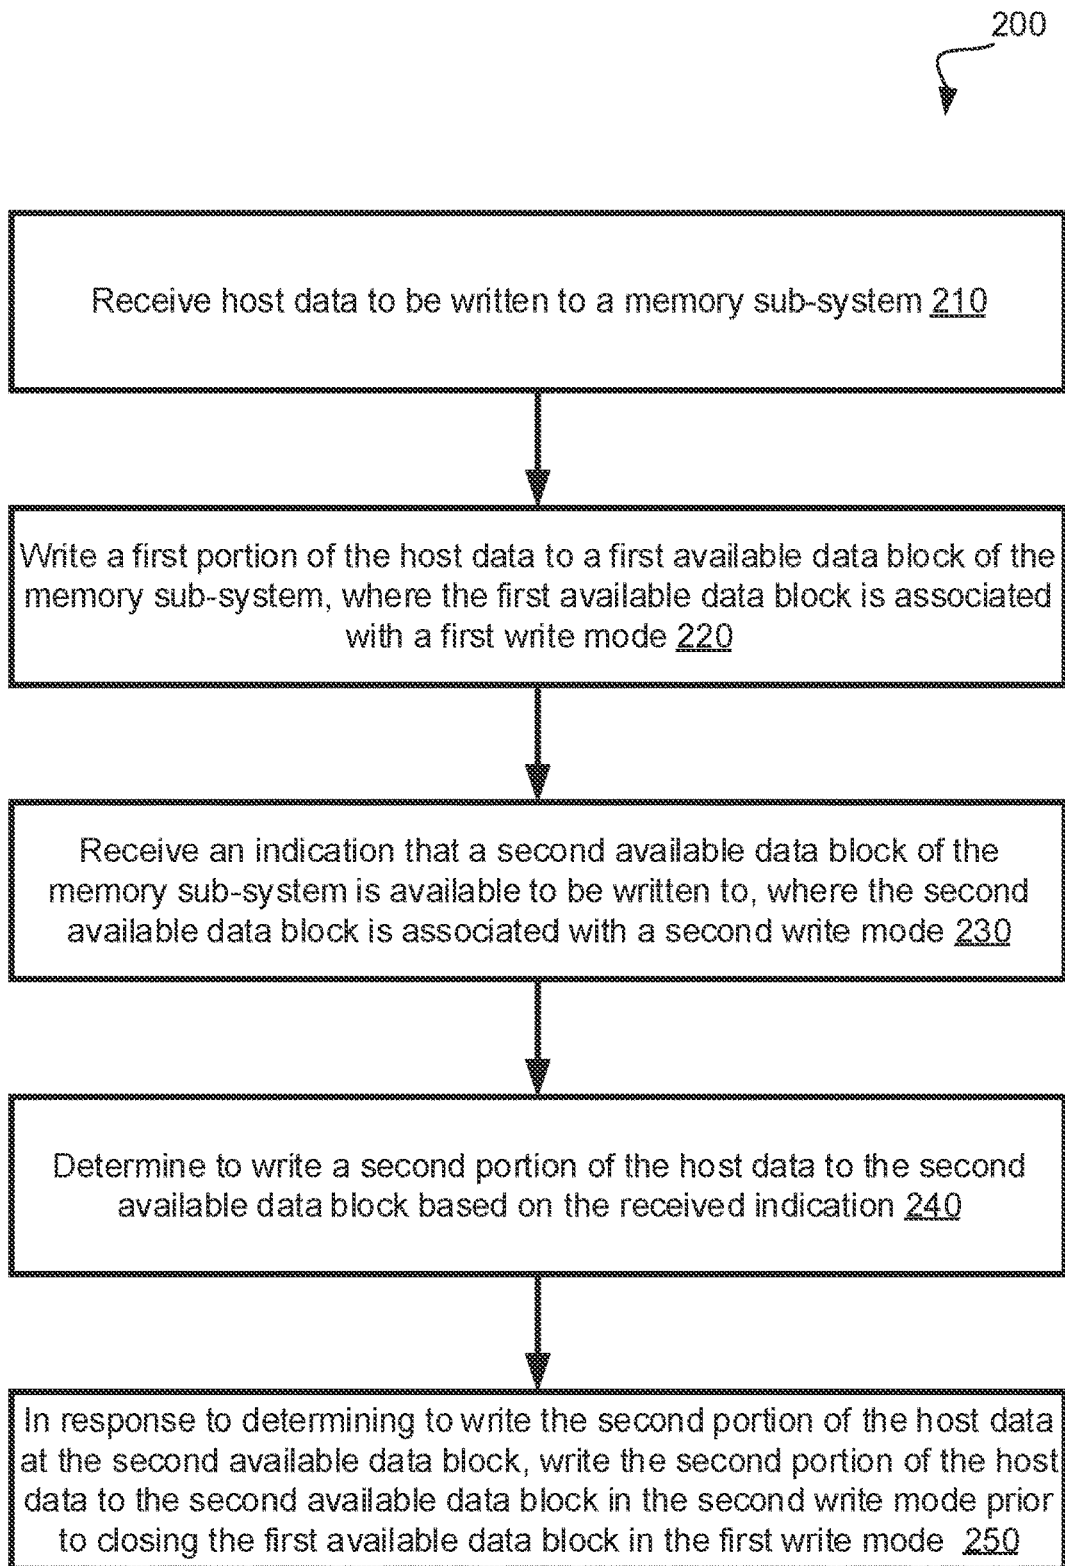 200
Receive host data to be written to a memory sub-system 210
Write a first portion of the host data to a first available data block of the
memory sub-system, where the first available data block is associated
with a first write mode 220
Receive an indication that a second available data block of the
memory sub-system is available to be written to, where the second
available data block is associated with a second write mode 230
Determine to write a second portion of the host data to the second
available data block based on the received indication 240
In response to determining to write the second portion of the host data
at the second available data block, write the second portion of the host
data to the second available data block in the second write mode prior
to closing the first available data block in the first write mode 250